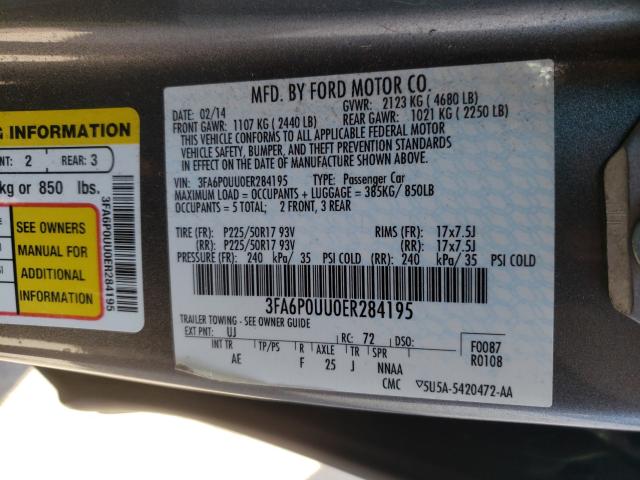 MFD. BY FORD MOTOR CO.
DATE: 02/14 GVWR: 2123 KG ( 4680 LB)
FRONT GAWR: 1107 KG ( 2440 LB) REAR GAWR: 1021 KG ( 2250 LB)
THIS VEHICLE CONFORMS TO ALL APPLICABLE FEDERAL MOTOR
VEHICLE SAFETY, BUMPER, AND THEFT PREVENTION STANDARDS
IN EFFECT ON THE DATE OF MANUFACTURE SHOWN ABOVE.
VIN: 3FA6P0UU0ER284195 TYPE: Passenger Car
MAXIMUM LOAD = OCCUPANTS + LUGGAGE = 385KG/ 850LB
OCCUPANTS = 5 TOTAL; 2 FRONT, 3 REAR
TIRE (FR): P225/50R17 93V RIMS (FR): 17x7.5J
(RR): P225/50R17 93V (RR): 17x7.5J
PRESSURE (FR): 240 kPa/ 35 PSI COLD (RR): 240 kPa/ 35 PSI COLD
3FA6P0UU0ER284195
TRAILER TOWING - SEE OWNER GUIDE
EXT PNT: UJ RC: 72 DSO:
INT TR TP/PS R AXLE TR SPR
AE F 25 J NNAA
CMC
F0087
R0108
5U5A-5420472-AA
INFORMATION
2 REAR: 3
kg or 850 lbs.
SEE OWNERS
MANUAL FOR
ADDITIONAL
INFORMATION
3FA6P0UU0ER284195